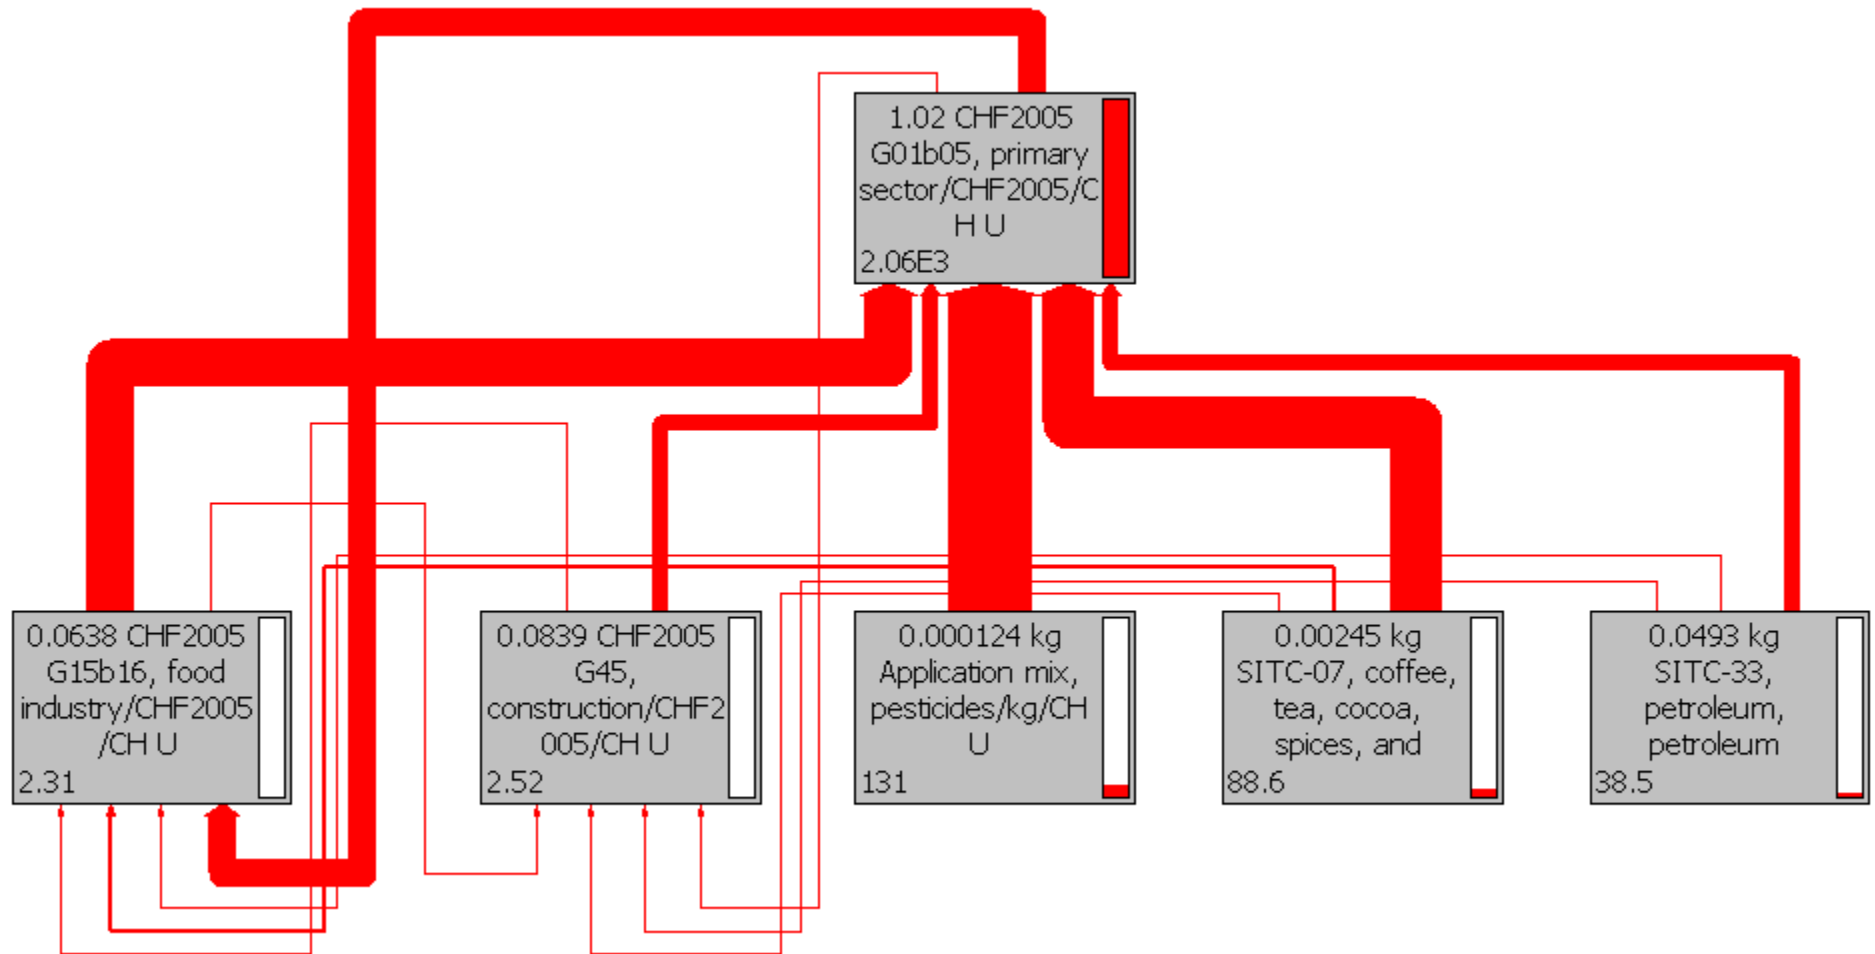 1.02 CHF2005
G01b05, primary
sector/CHF2005/C
H U
2.06E3
0.0638 CHF2005
G15b16, food
industry/CHF2005
/CH U
2.31
0.0839 CHF2005
G45,
construction/CHF2
005/CH U
2.52
0.000124 kg
Application mix,
pesticides/kg/CH
U
131
0.00245 kg
SITC-07, coffee,
tea, cocoa,
spices, and
88.6
0.0493 kg
SITC-33,
petroleum,
petroleum
38.5